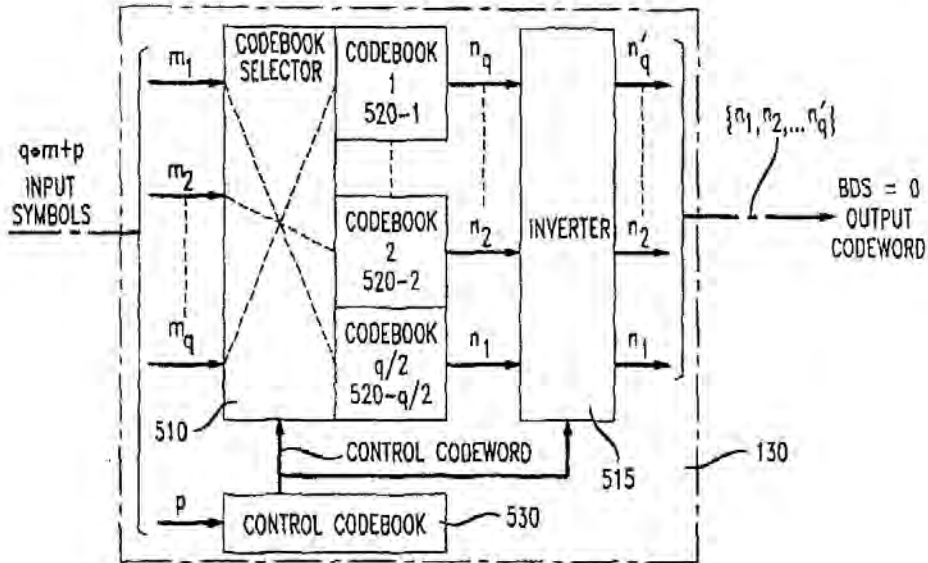 q•m+p
INPUT
SYMBOLS
m1
m2
mq
CODEBOOK
SELECTOR
CODEBOOK
1
520-1
CODEBOOK
2
520-2
CODEBOOK
q/2
520-q/2
nq
n2
n1
INVERTER
n'q
n2
n1
{n1,n2,...n'q}
BDS = 0
OUTPUT
CODEWORD
510
CONTROL CODEWORD
515
130
p
CONTROL CODEBOOK
530